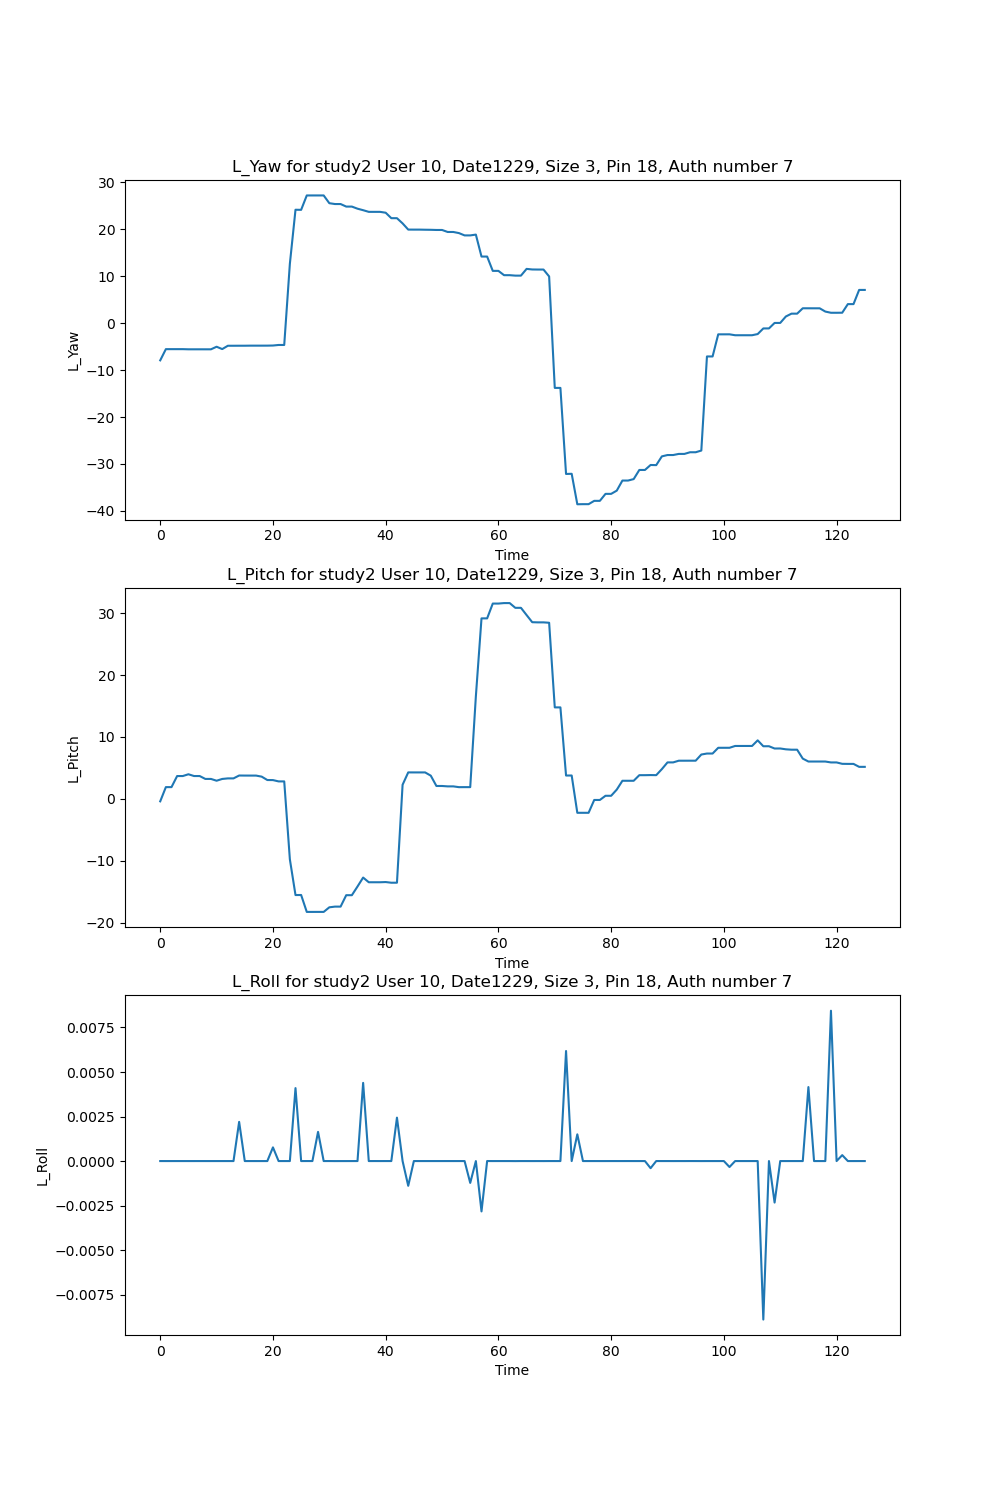 L_Yaw for study2 User 10, Date1229, Size 3, Pin 18, Auth number 7
30
20
10
0
−10
−20
−30
−40
L_Yaw
0 20 40 60 80 100 120
Time
L_Pitch for study2 User 10, Date1229, Size 3, Pin 18, Auth number 7
30
20
10
0
−10
−20
L_Pitch
0 20 40 60 80 100 120
Time
L_Roll for study2 User 10, Date1229, Size 3, Pin 18, Auth number 7
0.0075
0.0050
0.0025
0.0000
−0.0025
−0.0050
−0.0075
L_Roll
0 20 40 60 80 100 120
Time